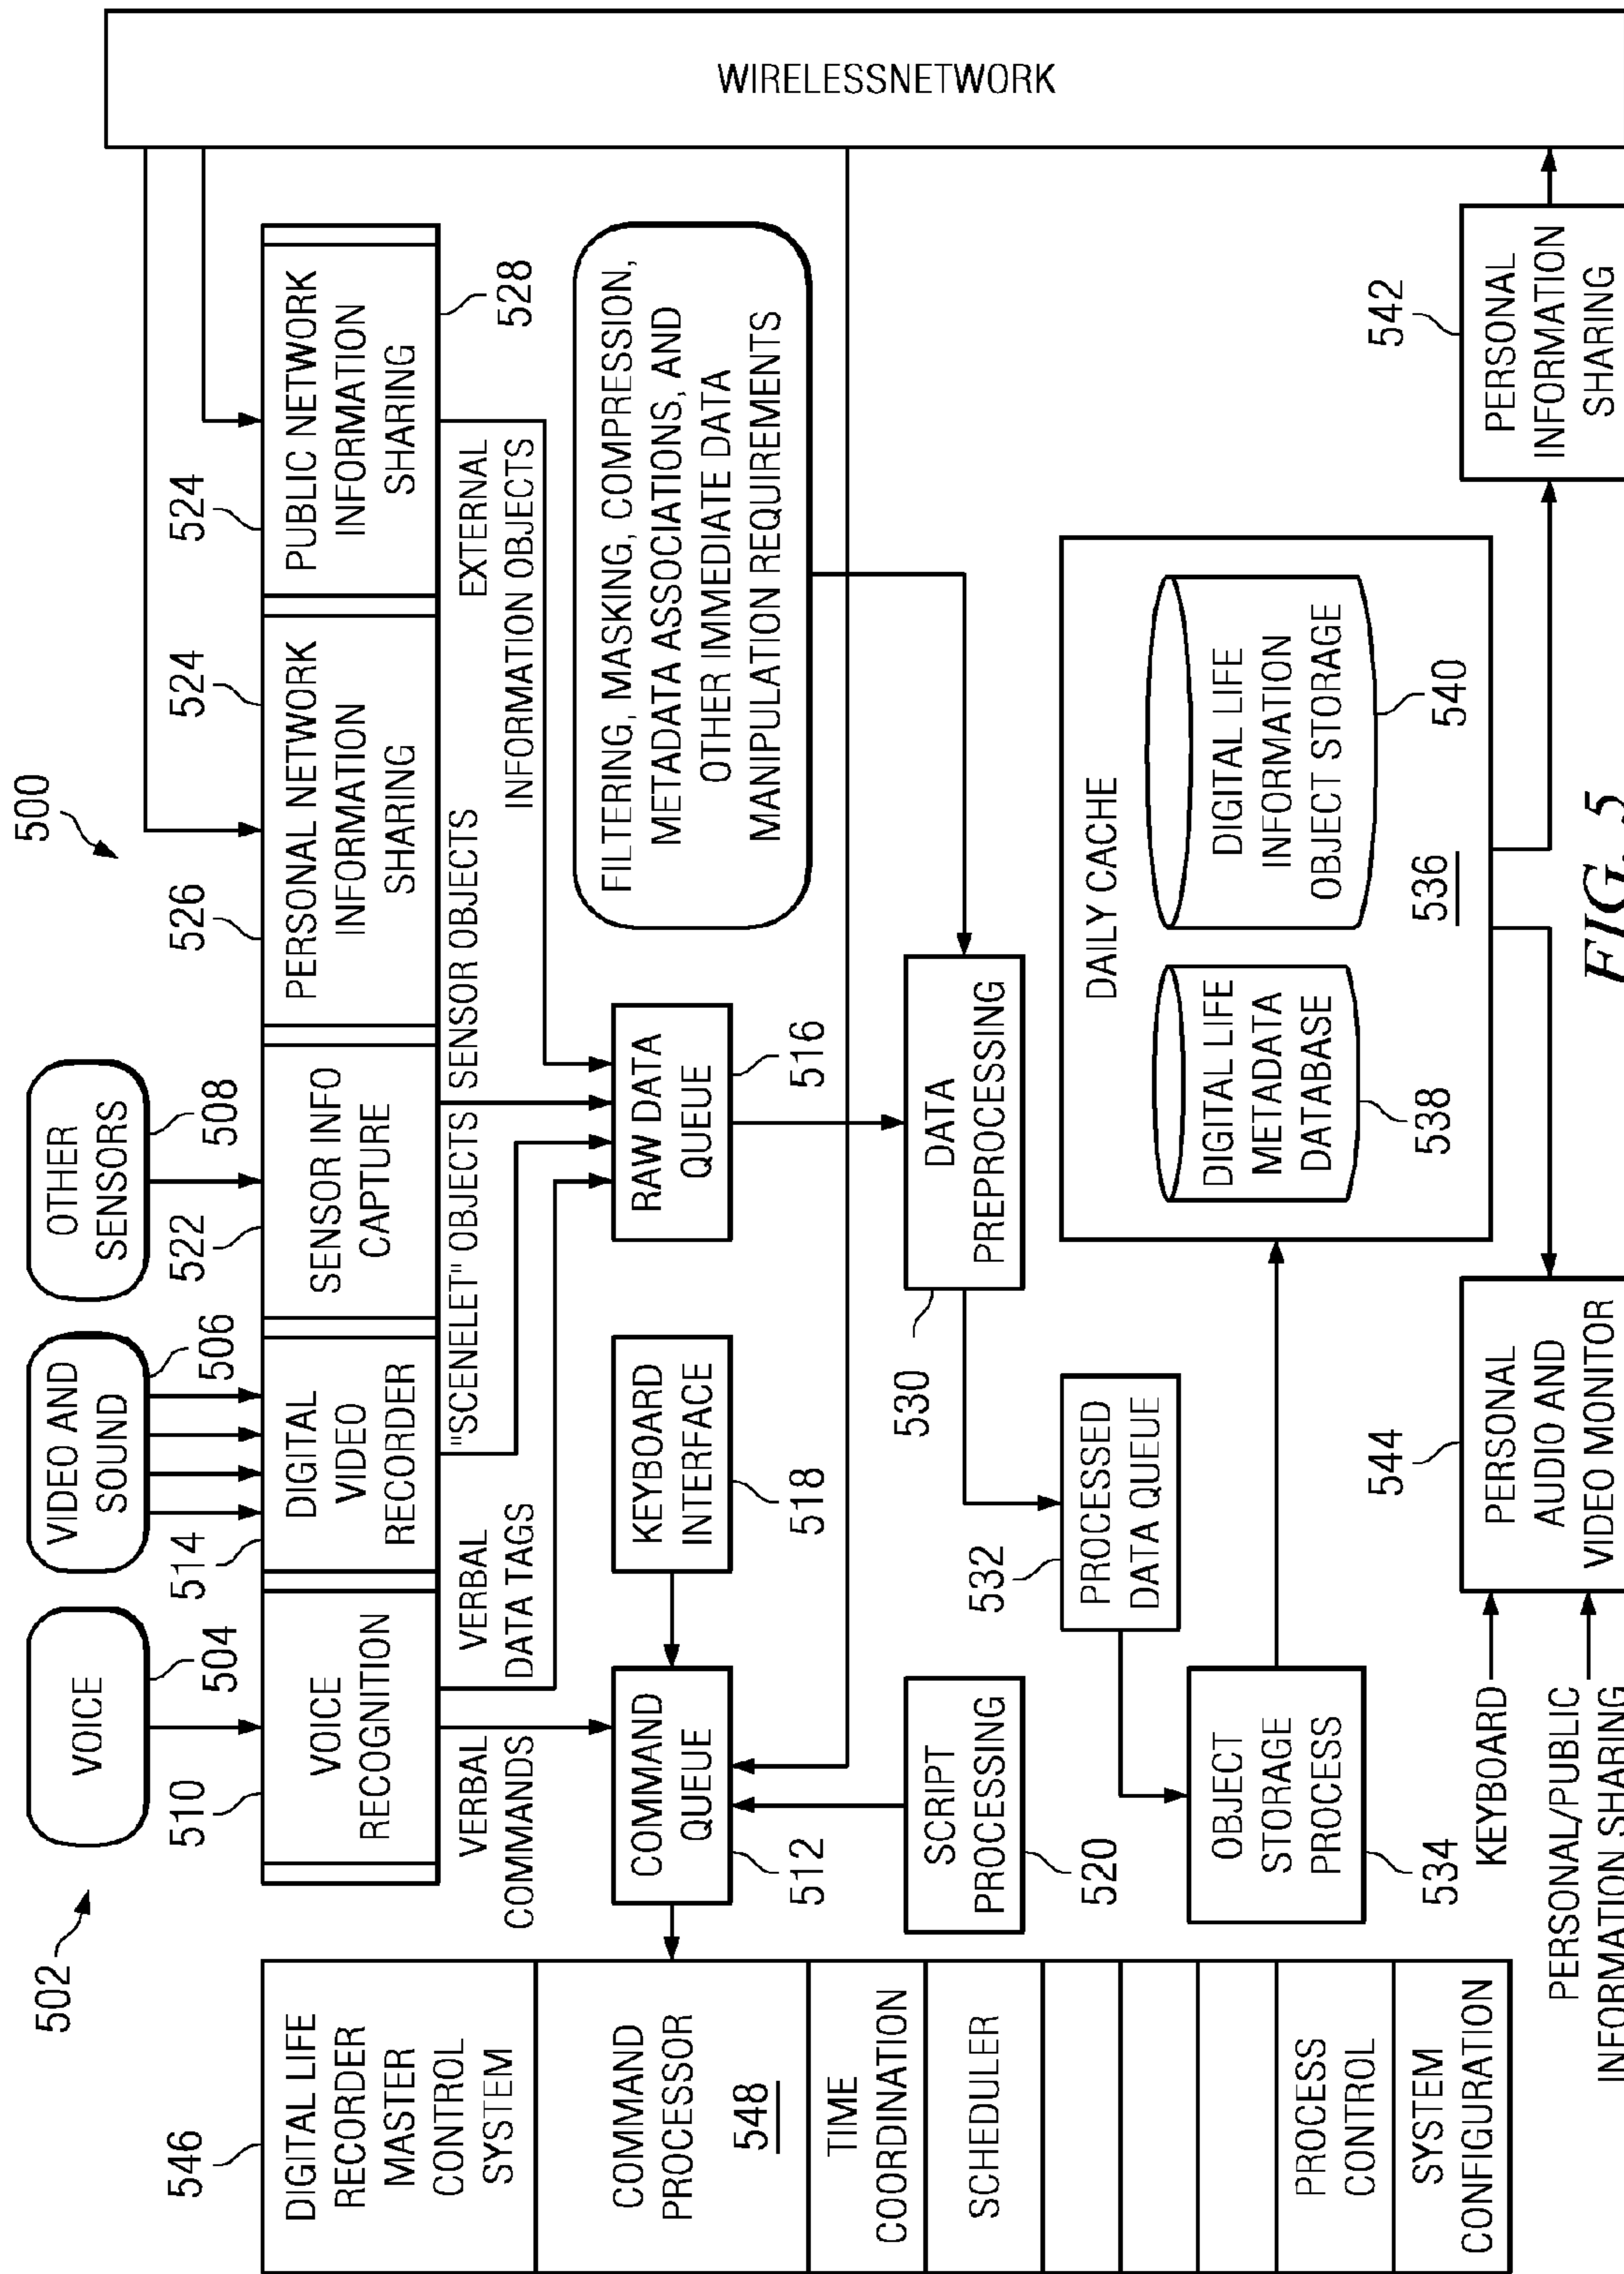 500
502
VOICE
504
VIDEO AND
SOUND
506
OTHER
SENSORS
508
510
514
522
526
524
524
VOICE
RECOGNITION
DIGITAL
VIDEO
RECORDER
SENSOR INFO
CAPTURE
PERSONAL NETWORK
INFORMATION
SHARING
PUBLIC NETWORK
INFORMATION
SHARING
528
WIRELESSNETWORK
VERBAL
COMMANDS
VERBAL
DATA TAGS
"SCENELET" OBJECTS
SENSOR OBJECTS
EXTERNAL
INFORMATION OBJECTS
546
DIGITAL LIFE
RECORDER
MASTER
CONTROL
SYSTEM
COMMAND
PROCESSOR
548
TIME
COORDINATION
SCHEDULER
PROCESS
CONTROL
SYSTEM
CONFIGURATION
COMMAND
QUEUE
512
KEYBOARD
INTERFACE
518
RAW DATA
QUEUE
516
FILTERING, MASKING, COMPRESSION,
METADATA ASSOCIATIONS, AND
OTHER IMMEDIATE DATA
MANIPULATION REQUIREMENTS
SCRIPT
PROCESSING
520
DATA
PREPROCESSING
530
PROCESSED
DATA QUEUE
532
OBJECT
STORAGE
PROCESS
534
DAILY CACHE
DIGITAL LIFE
METADATA
DATABASE
538
DIGITAL LIFE
INFORMATION
OBJECT STORAGE
540
536
542
PERSONAL
INFORMATION
SHARING
544
PERSONAL
AUDIO AND
VIDEO MONITOR
KEYBOARD
PERSONAL/PUBLIC
INFORMATION SHARING
FIG. 5